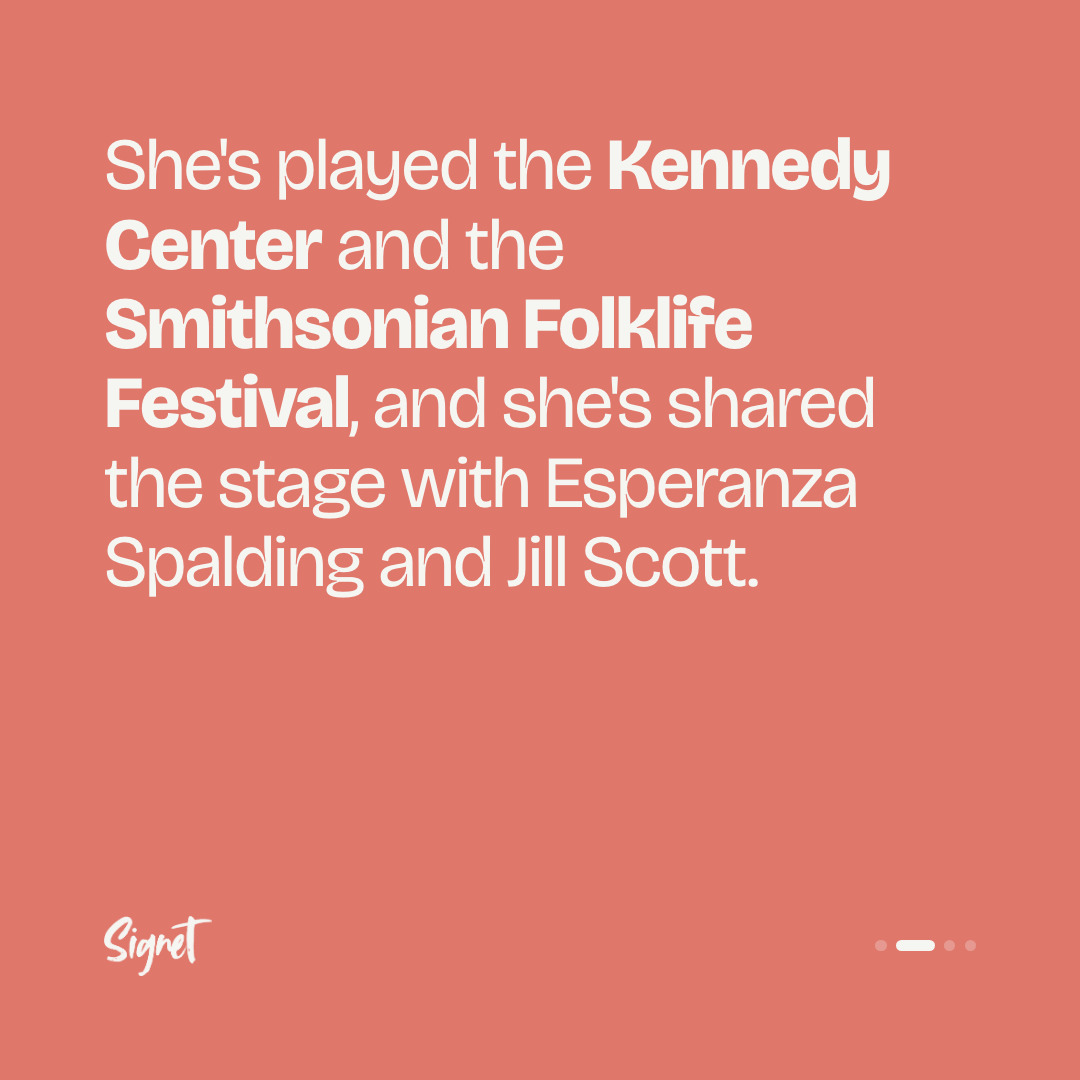 She's played the Kennedy
Center and the
Smithsonian Folklife
Festival, and she's shared
the stage with Esperanza
Spalding and Jill Scott.
Signet